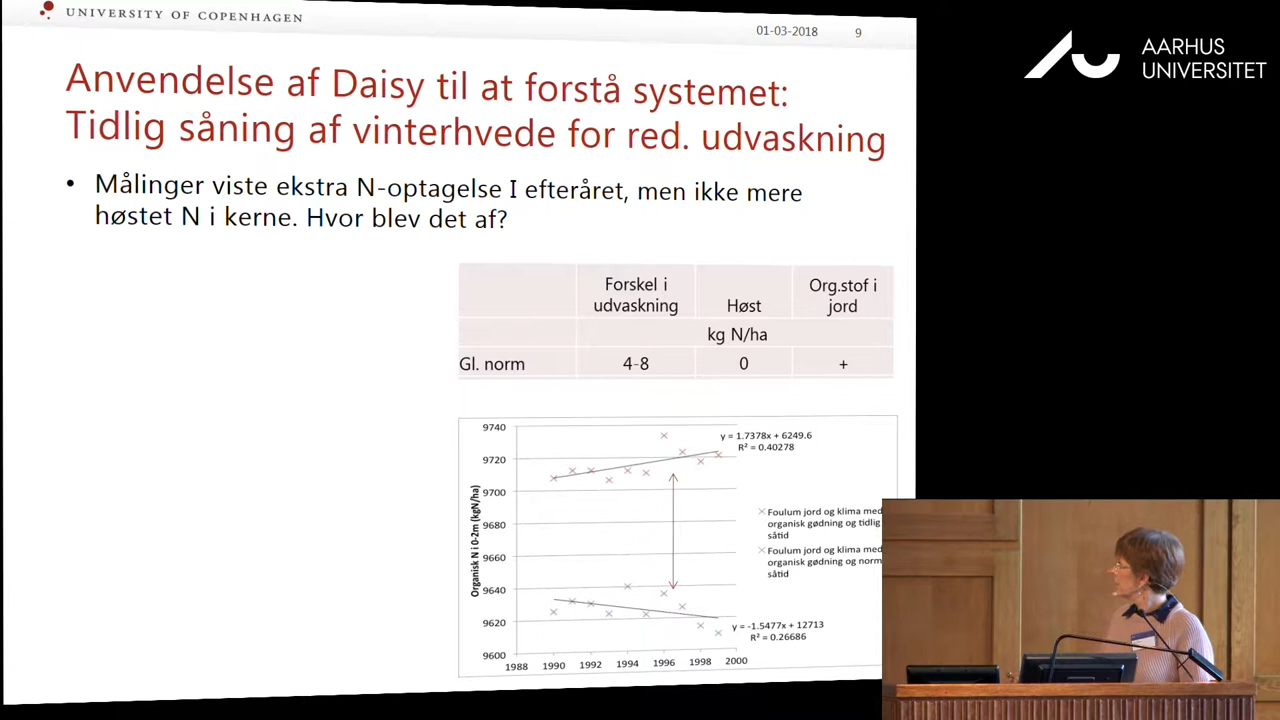 UNIVERSITY OF COPENHAGEN
01-03-2018 9
AARHUS
UNIVERSITET
Anvendelse af Daisy til at forstå systemet:
Tidlig såning af vinterhvede for red. udvaskning
• Målinger viste ekstra N-optagelse I efteråret, men ikke mere
høstet N i kerne. Hvor blev det af?
Forskel i
udvaskning
Høst
Org.stof i
jord
kg N/ha
Gl. norm 4-8 0 +
Organisk N i 0-2m (kgN/ha)
9740
9720
9700
9680
9660
9640
9620
9600
1988 1990 1992 1994 1996 1998 2000
y = 1.7378x + 6249.6
R² = 0.40278
Foulum jord og klima med
organisk gødning og tidlig
såtid
Foulum jord og klima med
organisk gødning og norm
såtid
y = -1.5477x + 12713
R² = 0.26686